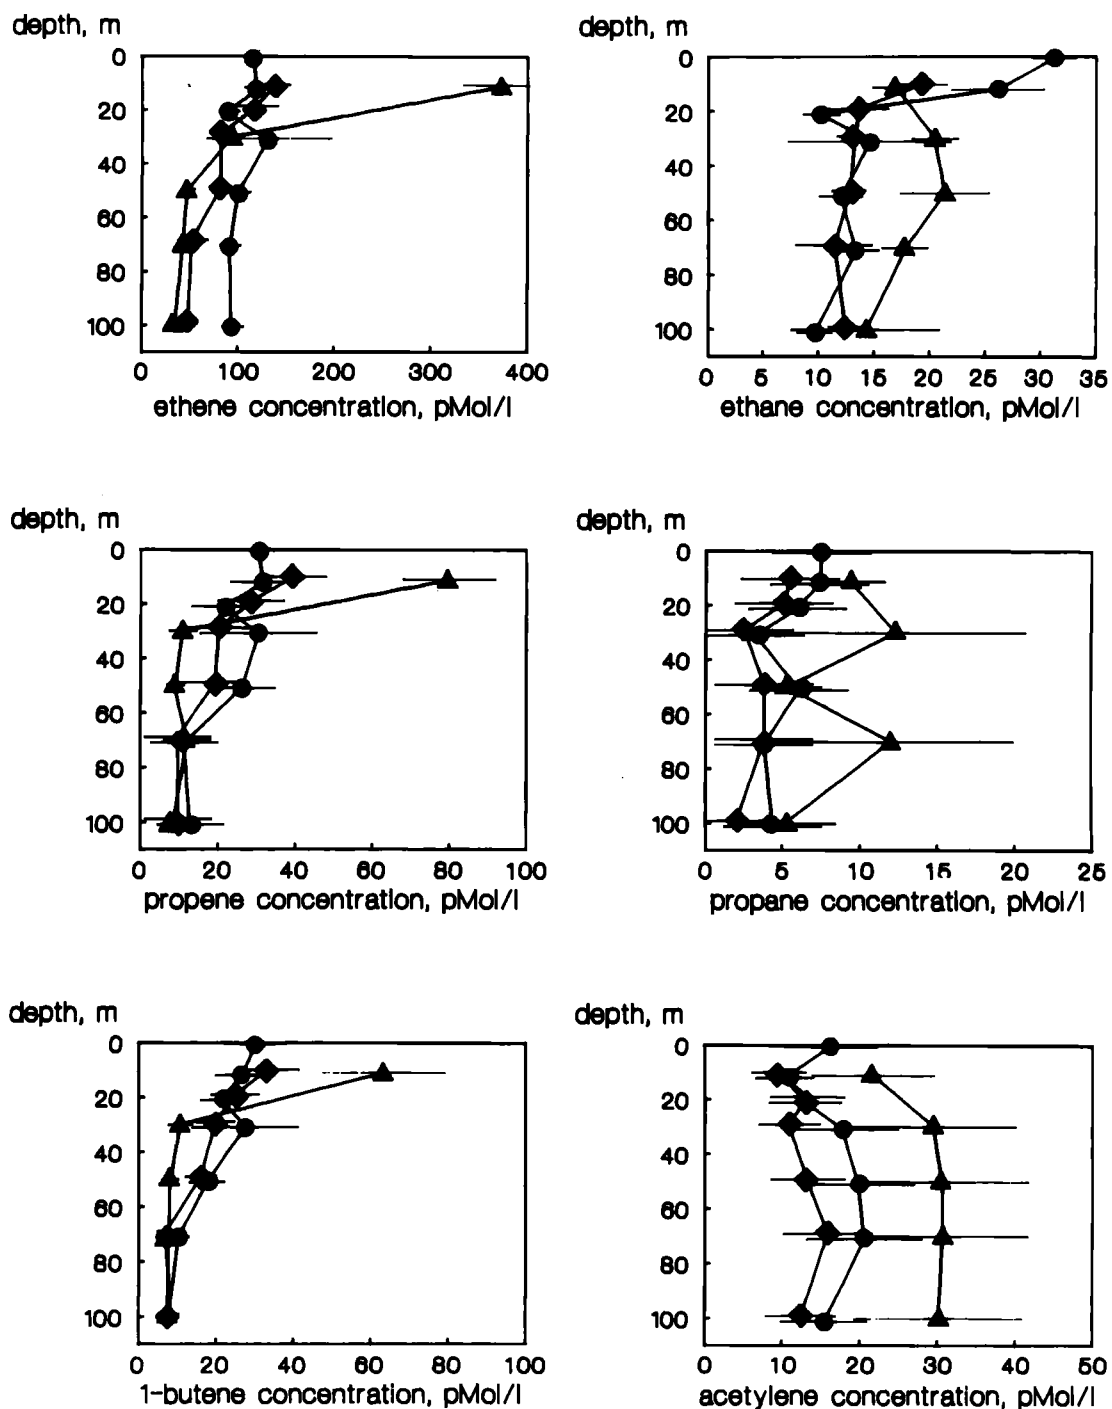 depth, m
0
20
40
60
80
100
0 100 200 300 400
ethene concentration, pMol/l
depth, m
0
20
40
60
80
100
0 5 10 15 20 25 30 35
ethane concentration, pMol/l
depth, m
0
20
40
60
80
100
0 20 40 60 80 100
propene concentration, pMol/l
depth, m
0
20
40
60
80
100
0 5 10 15 20 25
propane concentration, pMol/l
depth, m
0
20
40
60
80
100
0 20 40 60 80 100
1-butene concentration, pMol/l
depth, m
0
20
40
60
80
100
0 10 20 30 40 50
acetylene concentration, pMol/l